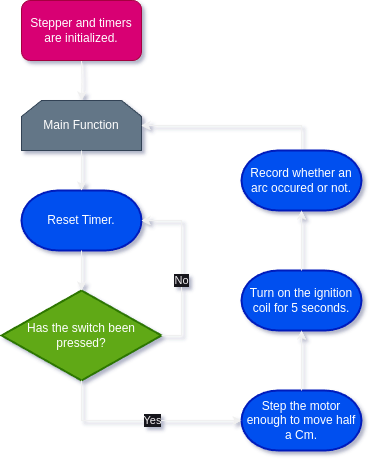 Stepper and timers
are initialized.
Main Function
Record whether an
arc occured or not.
Reset Timer.
No
Turn on the ignition
coil for 5 seconds.
Has the switch been
pressed?
Yes
Step the motor
enough to move half
a Cm.